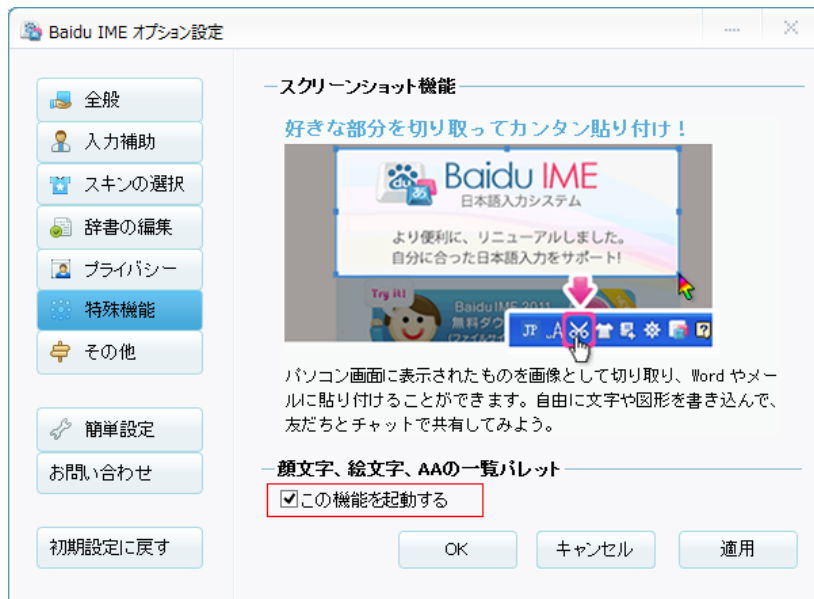 Baidu IME オプション設定
全般
入力補助
スキンの選択
辞書の編集
プライバシー
特殊機能
その他
簡単設定
お問い合わせ
初期設定に戻す
スクリーンショット機能
好きな部分を切り取ってカンタン貼り付け!
Baidu IME
du あ
日本語入力システム
より便利に、リニューアルしました。
自分に合った日本語入力をサポート!
Try it!
Baidu IME 2011
無料ダウ
JP
パソコン画面に表示されたものを画像として切り取り、Word やメー
ルに貼り付けることができます。自由に文字や図形を書き込んで、
友だちとチャットで共有してみよう。
顔文字、絵文字、AAの一覧パレット
この機能を起動する
OK
キャンセル
適用